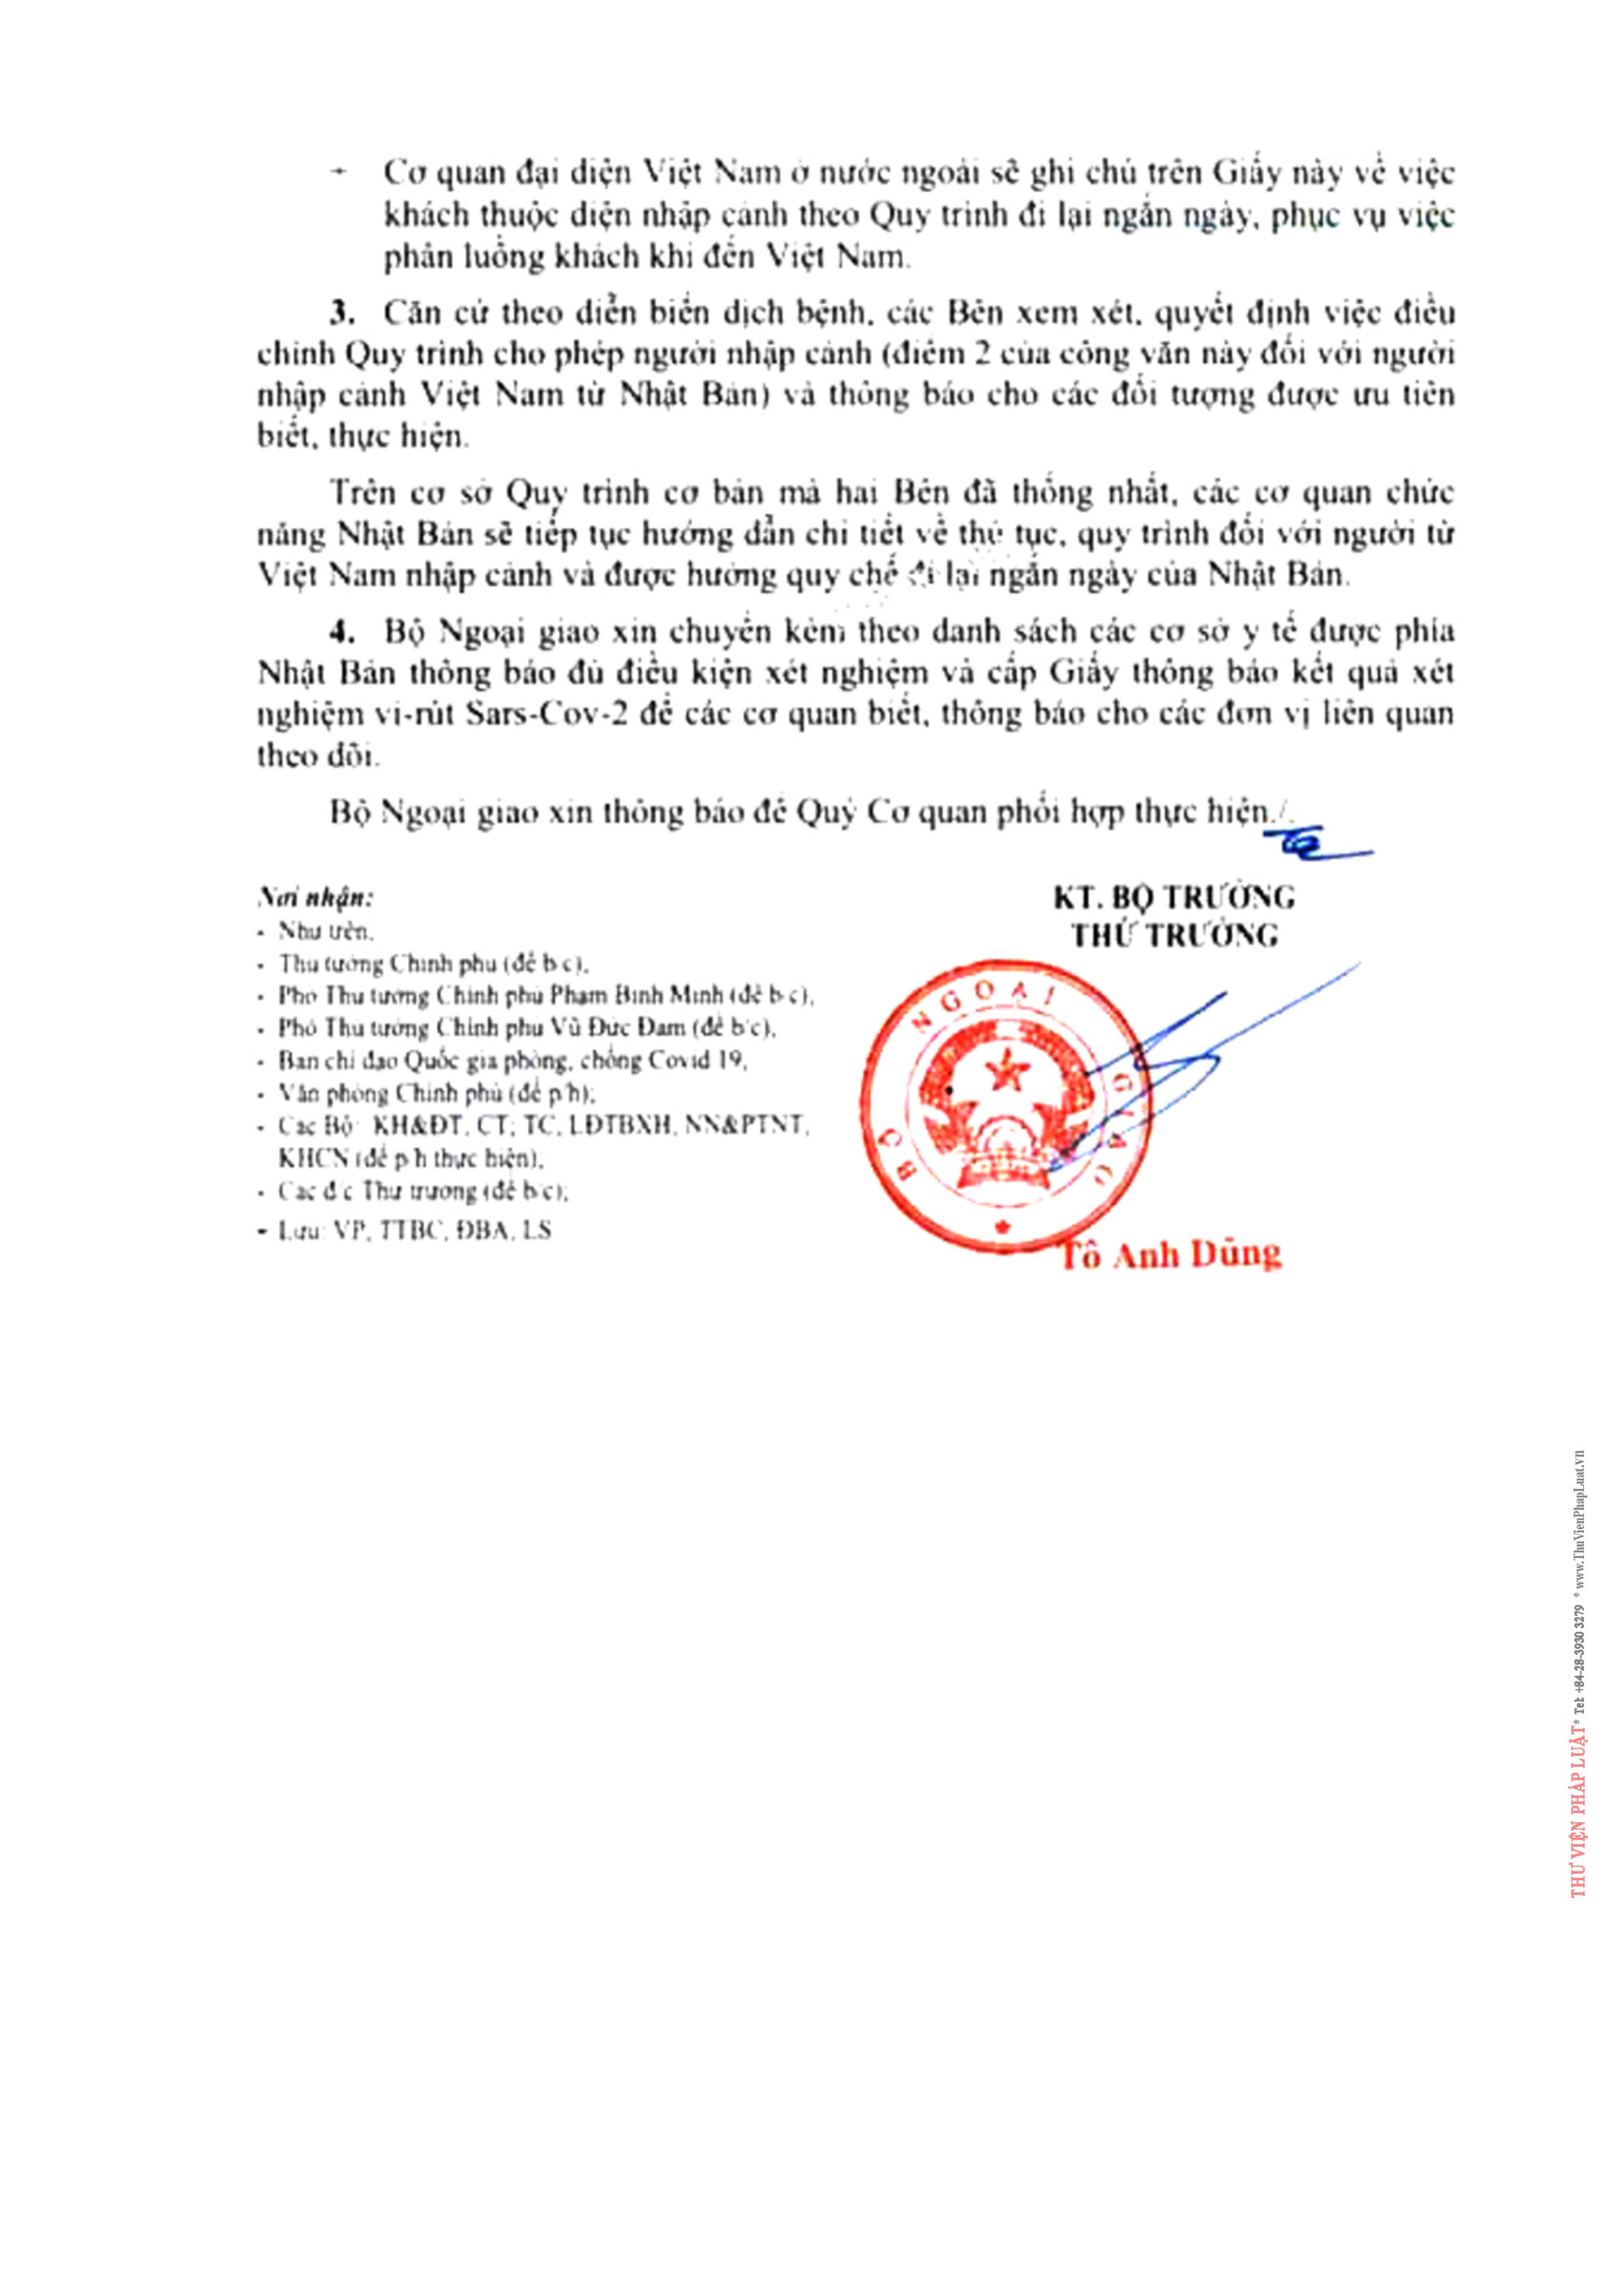 + Cơ quan đại diện Việt Nam ở nước ngoài sẽ ghi chú trên Giấy này về việc
khách thuộc diện nhập cảnh theo Quy trình đi lại ngắn ngày, phục vụ việc
phân luồng khách khi đến Việt Nam.
3. Căn cứ theo diễn biến dịch bệnh, các Bên xem xét, quyết định việc điều
chỉnh Quy trình cho phép người nhập cảnh (điểm 2 của công văn này đối với người
nhập cảnh Việt Nam từ Nhật Bản) và thông báo cho các đối tượng được ưu tiên
biết, thực hiện.
Trên cơ sở Quy trình cơ bản mà hai Bên đã thống nhất, các cơ quan chức
năng Nhật Bản sẽ tiếp tục hướng dẫn chi tiết về thủ tục, quy trình đối với người từ
Việt Nam nhập cảnh và được hưởng quy chế đi lại ngắn ngày của Nhật Bản.
4. Bộ Ngoại giao xin chuyển kèm theo danh sách các cơ sở y tế được phía
Nhật Bản thông báo đủ điều kiện xét nghiệm và cấp Giấy thông báo kết quả xét
nghiệm vi-rút Sars-Cov-2 để các cơ quan biết, thông báo cho các đơn vị liên quan
theo dõi.
Bộ Ngoại giao xin thông báo để Quý Cơ quan phối hợp thực hiện./.
Nơi nhận:
- Như trên;
- Thủ tướng Chính phủ (để b/c);
- Phó Thủ tướng Chính phủ Phạm Bình Minh (để b/c);
- Phó Thủ tướng Chính phủ Vũ Đức Đam (để b/c);
- Ban chỉ đạo Quốc gia phòng, chống Covid 19;
- Văn phòng Chính phủ (để p/h);
- Các Bộ: KH&ĐT, CT; TC, LĐTBXH, NN&PTNT,
KHCN (để p/h thực hiện);
- Các đ/c Thứ trưởng (để b/c);
- Lưu: VP, TTBC, ĐBA, LS
KT. BỘ TRƯỞNG
THỨ TRƯỞNG
BỘ NGOẠI GIAO
Tô Anh Dũng
THƯ VIỆN PHÁP LUẬT * Tel: +84-28-3930 3279 * www.ThuVienPhapLuat.vn